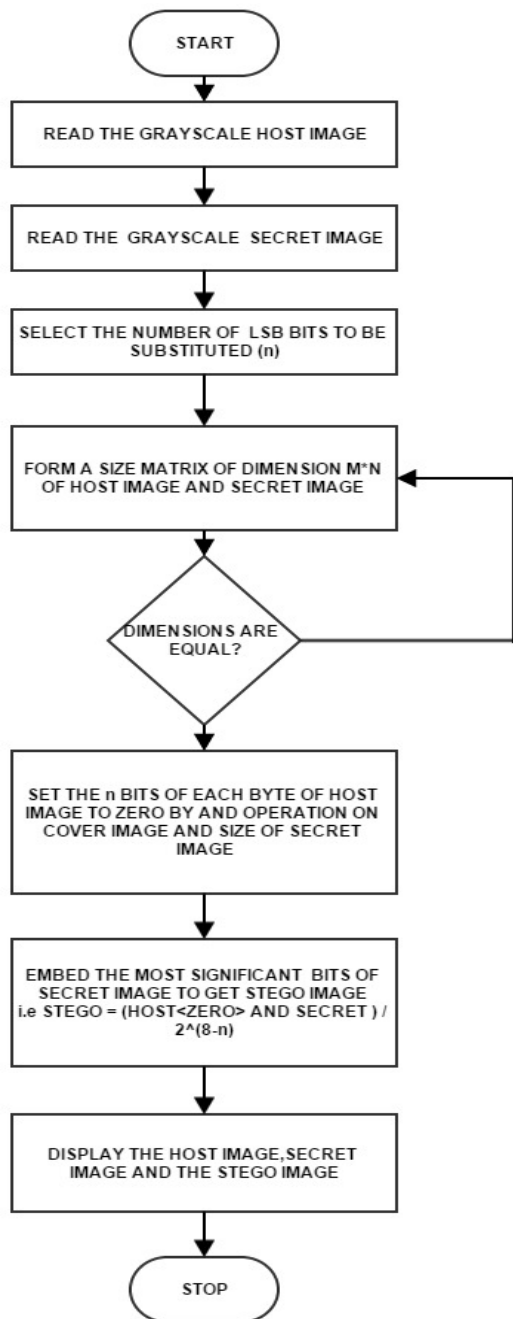 START
READ THE GRAYSCALE HOST IMAGE
READ THE GRAYSCALE SECRET IMAGE
SELECT THE NUMBER OF LSB BITS TO BE
SUBSTITUTED (n)
FORM A SIZE MATRIX OF DIMENSION M*N
OF HOST IMAGE AND SECRET IMAGE
DIMENSIONS ARE
EQUAL?
SET THE n BITS OF EACH BYTE OF HOST
IMAGE TO ZERO BY AND OPERATION ON
COVER IMAGE AND SIZE OF SECRET
IMAGE
EMBED THE MOST SIGNIFICANT BITS OF
SECRET IMAGE TO GET STEGO IMAGE
i.e STEGO = (HOST<ZERO> AND SECRET ) /
2^(8-n)
DISPLAY THE HOST IMAGE,SECRET
IMAGE AND THE STEGO IMAGE
STOP